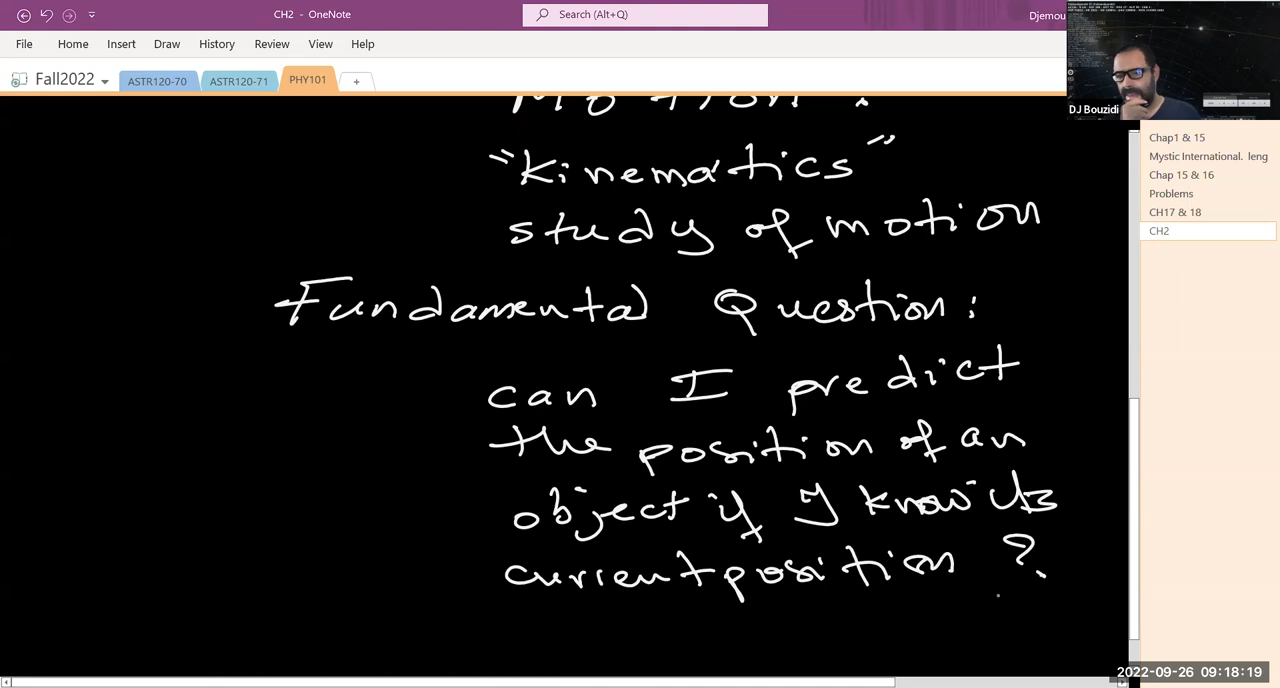 CH2 - OneNote
Search (Alt+Q)
Djemou
File Home Insert Draw History Review View Help
Fall2022
ASTR120-70
ASTR120-71
PHY101
DJ Bouzidi
Motion:
"Kinematics"
study of motion
Fundamental Question:
can I predict
the position of an
object if I know its
current position ?
Chap1 & 15
Mystic International. leng
Chap 15 & 16
Problems
CH17 & 18
CH2
2022-09-26 09:18:19